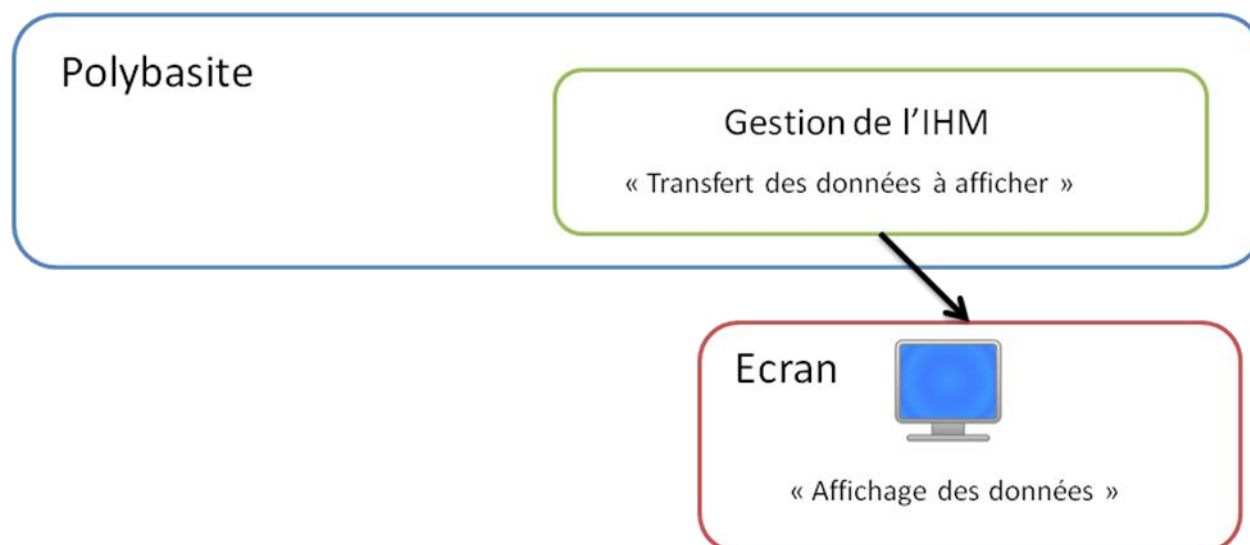 Polybasite
Gestion de l’IHM
« Transfert des données à afficher »
Ecran
« Affichage des données »